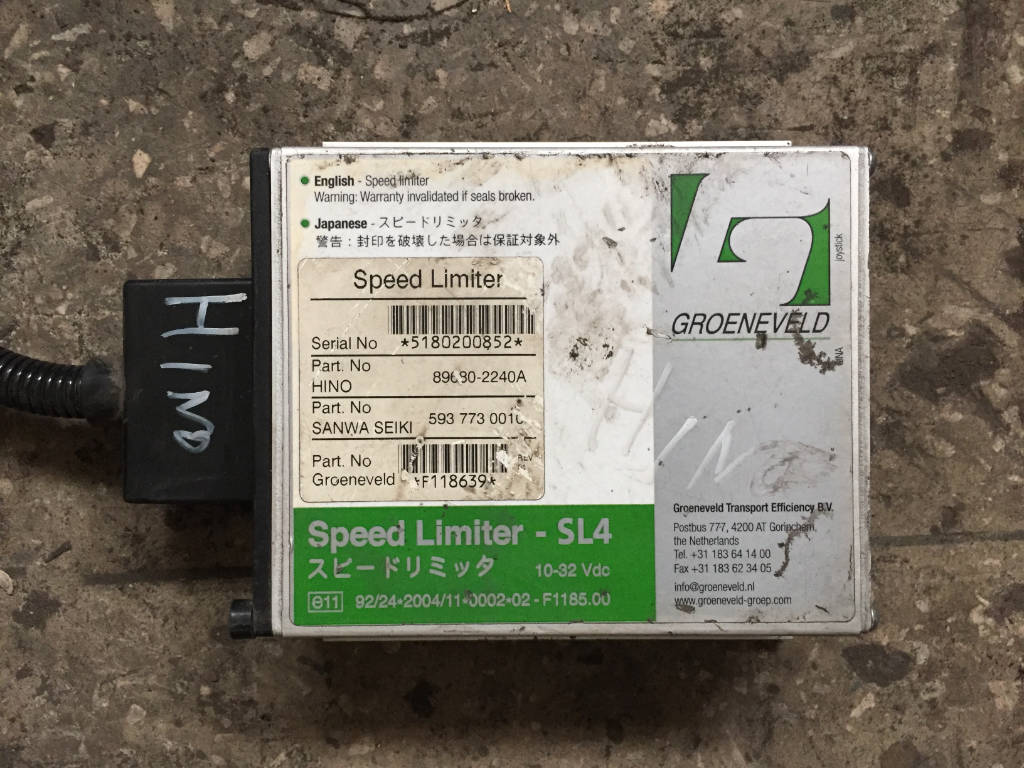 English - Speed limiter
Warning: Warranty invalidated if seals broken.
Japanese - スピードリミッタ
警告：封印を破壊した場合は保証対象外
Speed Limiter
Serial No *5180200852*
Part. No
HINO
Part. No
SANWA SEIKI 593 773
Part. No REV
Groeneveld *F118639*
Speed Limiter - SL4
スピードリミッタ 10-32 Vdc
e11 92/24*2004/11*0002*02 - F1185.00
joystick
GROENEVELD
Groeneveld Transport Efficiency B.V.
Postbus 777, 4200 AT Gorinchem,
the Netherlands
Tel. +31 183 64 14 00
Fax +31 183 62 34 05
info@groeneveld.nl
www.groeneveld-groep.com
HINO
HINO